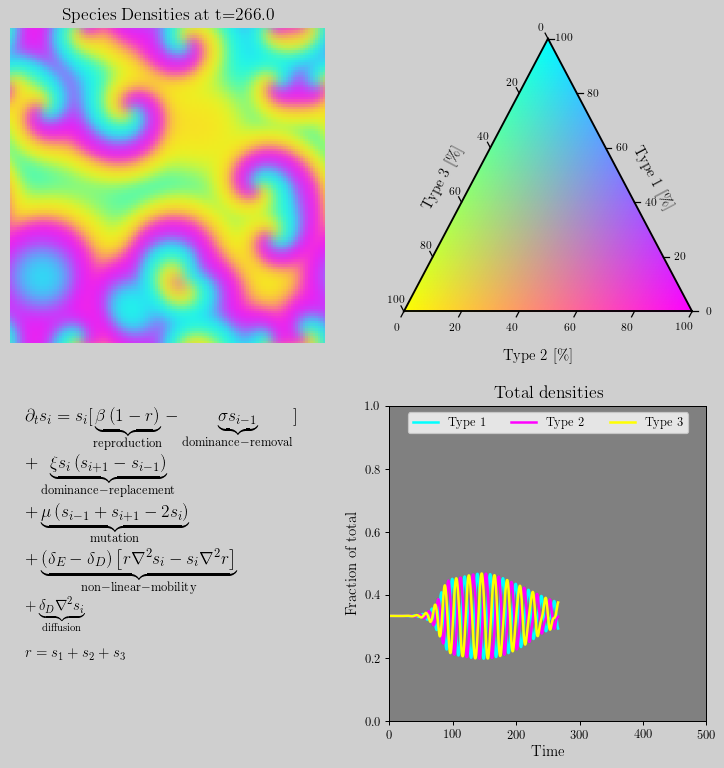 Species Densities at t=266.0
0
100
20
80
40
60
60
40
80
20
100
0
0
20
40
60
80
100
Type 3 [%]
Type 1 [%]
Type 2 [%]
∂ₜsᵢ = sᵢ[ β (1 − r) − σsᵢ₋₁ ]
reproduction dominance−removal
+ ξsᵢ (sᵢ₊₁ − sᵢ₋₁)
dominance−replacement
+ μ (sᵢ₋₁ + sᵢ₊₁ − 2sᵢ)
mutation
+ (δ_E − δ_D) [r∇²sᵢ − sᵢ∇²r]
non−linear−mobility
+ δ_D∇²sᵢ
diffusion
r = s₁ + s₂ + s₃
Total densities
Type 1 Type 2 Type 3
1.0
0.8
0.6
0.4
0.2
0.0
Fraction of total
0 100 200 300 400 500
Time